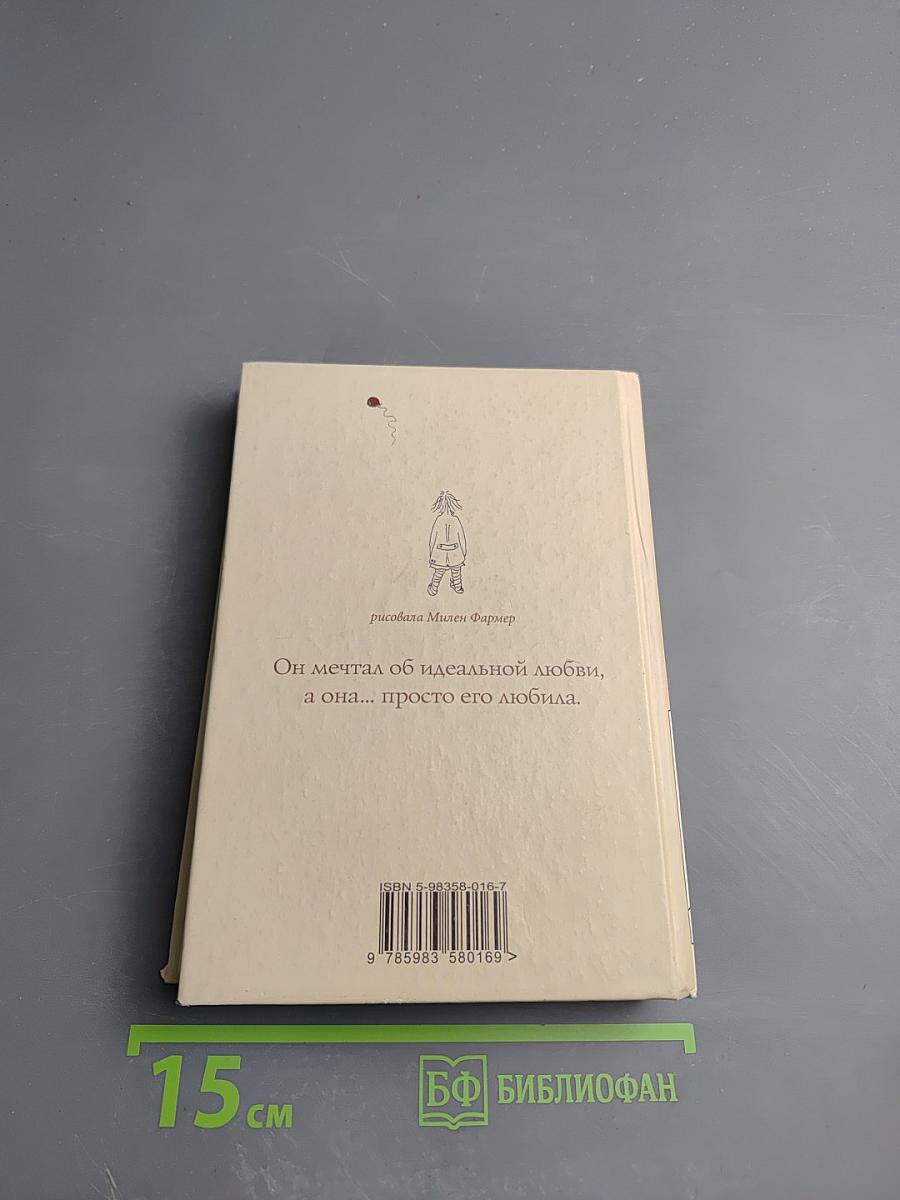 рисовала Милен Фармер
Он мечтал об идеальной любви,
а она... просто его любила.
ISBN 5-98358-016-7
9 785983 580169 >
15 см
БФ БИБЛИОФАН